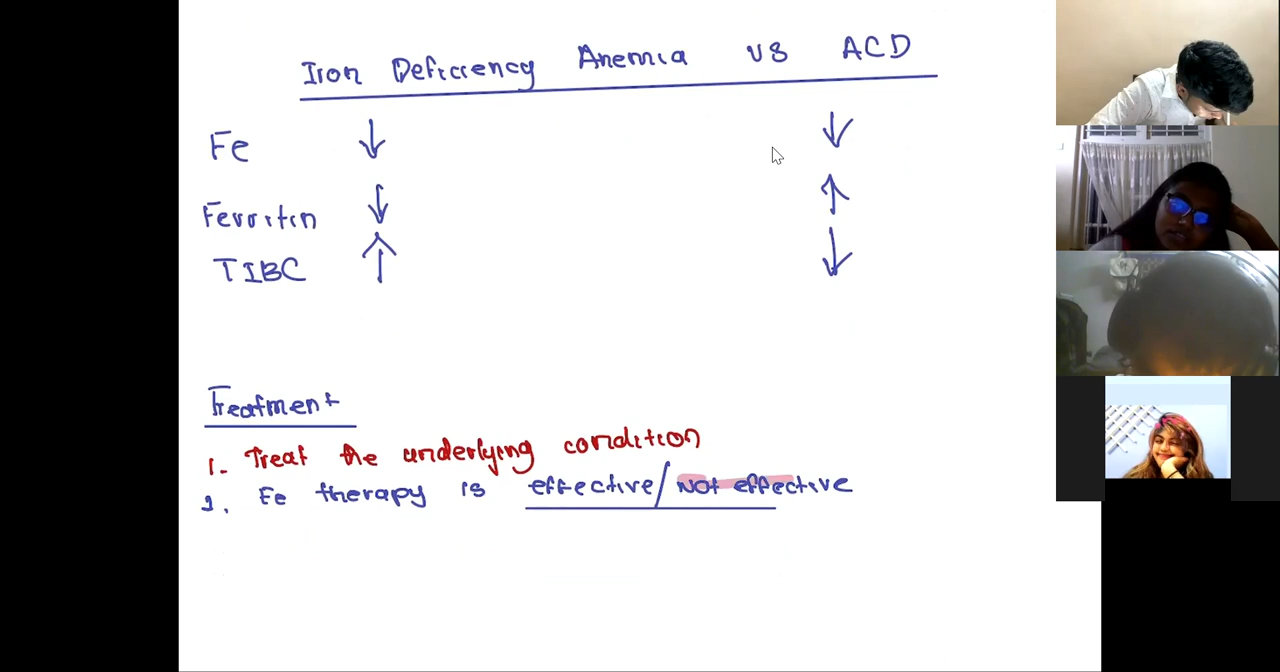 Iron Deficiency Anemia vs ACD
Fe ↓ ↓
Ferritin ↓ ↑
TIBC ↑ ↓
Treatment
1. Treat the underlying condition
2. Fe therapy is effective/Not effective